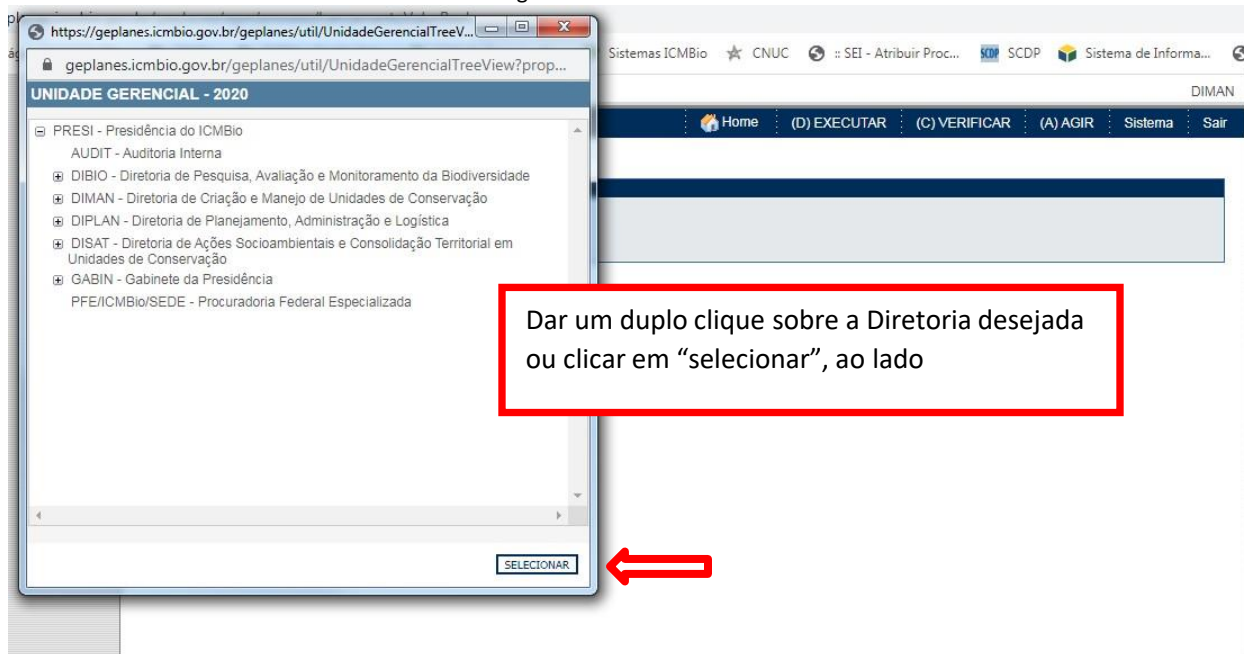 https://geplanes.icmbio.gov.br/geplanes/util/UnidadeGerencialTreeV...
geplanes.icmbio.gov.br/geplanes/util/UnidadeGerencialTreeView?prop...
Sistemas ICMBio CNUC :: SEI - Atribuir Proc... SCDP SCDP Sistema de Informa...
UNIDADE GERENCIAL - 2020
DIMAN
Home (D) EXECUTAR (C) VERIFICAR (A) AGIR Sistema Sair
PRESI - Presidência do ICMBio
AUDIT - Auditoria Interna
DIBIO - Diretoria de Pesquisa, Avaliação e Monitoramento da Biodiversidade
DIMAN - Diretoria de Criação e Manejo de Unidades de Conservação
DIPLAN - Diretoria de Planejamento, Administração e Logística
DISAT - Diretoria de Ações Socioambientais e Consolidação Territorial em
Unidades de Conservação
GABIN - Gabinete da Presidência
PFE/ICMBio/SEDE - Procuradoria Federal Especializada
Dar um duplo clique sobre a Diretoria desejada
ou clicar em “selecionar”, ao lado
SELECIONAR